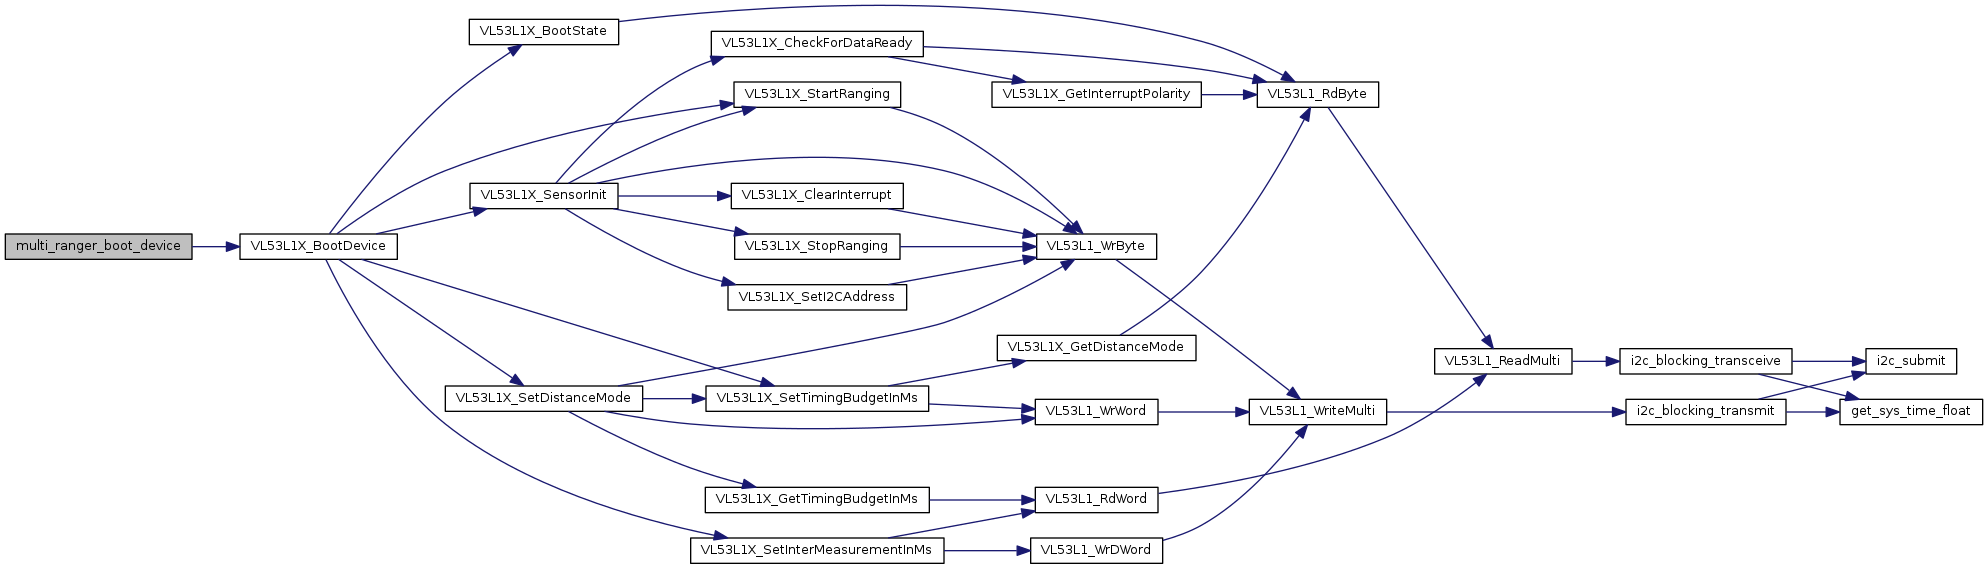 multi_ranger_boot_device
VL53L1X_BootDevice
VL53L1X_BootState
VL53L1X_SensorInit
VL53L1X_SetDistanceMode
VL53L1X_CheckForDataReady
VL53L1X_StartRanging
VL53L1X_ClearInterrupt
VL53L1X_StopRanging
VL53L1X_SetI2CAddress
VL53L1X_SetTimingBudgetInMs
VL53L1X_GetTimingBudgetInMs
VL53L1X_SetInterMeasurementInMs
VL53L1X_GetInterruptPolarity
VL53L1_WrByte
VL53L1X_GetDistanceMode
VL53L1_WrWord
VL53L1_RdWord
VL53L1_WrDWord
VL53L1_RdByte
VL53L1_WriteMulti
VL53L1_ReadMulti
i2c_blocking_transceive
i2c_blocking_transmit
i2c_submit
get_sys_time_float